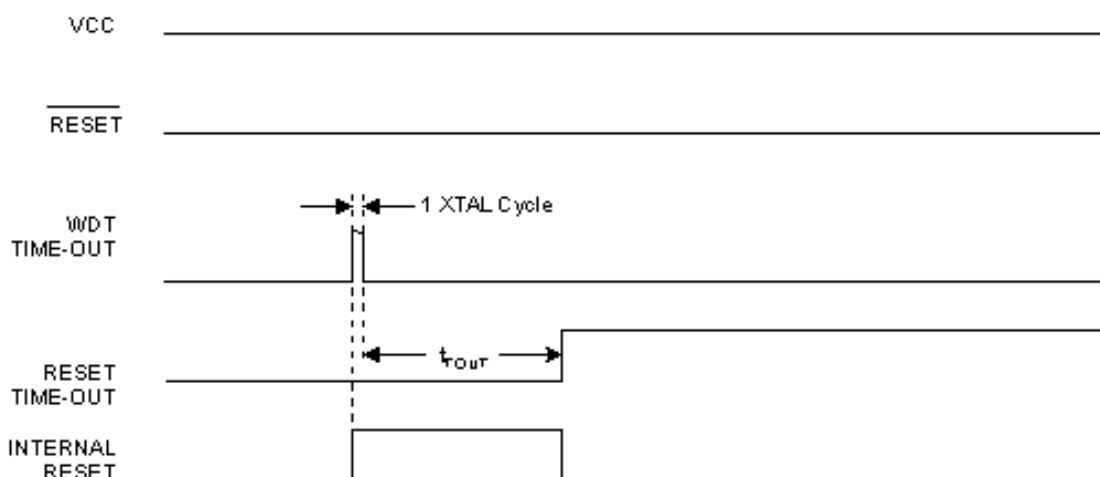 VCC
RESET
1 XTAL Cycle
WDT
TIME-OUT
tTOUT
RESET
TIME-OUT
INTERNAL
RESET